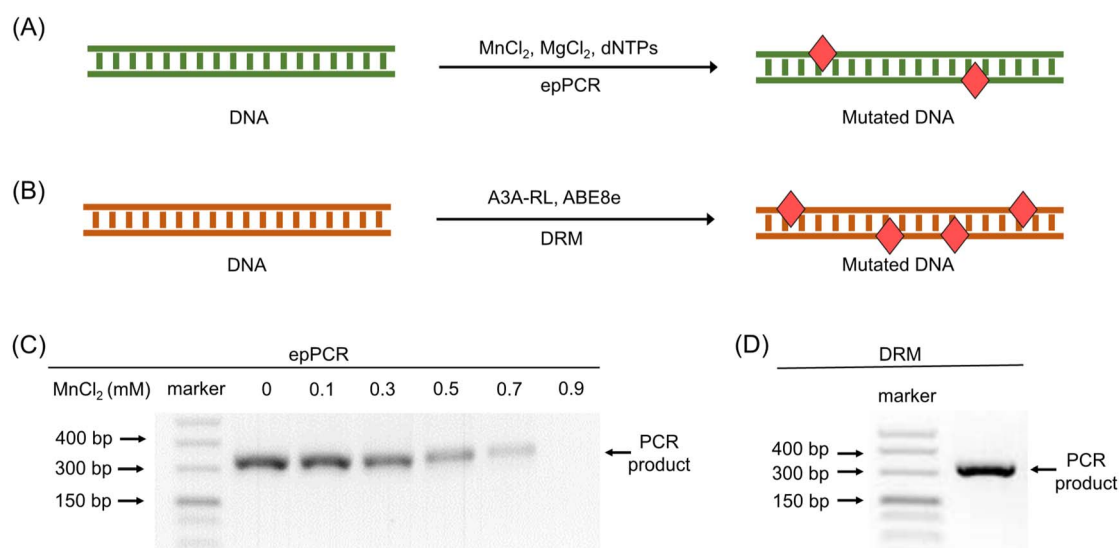 (A)
MnCl₂, MgCl₂, dNTPs
epPCR
DNA
Mutated DNA
(B)
A3A-RL, ABE8e
DRM
DNA
Mutated DNA
(C)
epPCR
MnCl₂ (mM) marker 0 0.1 0.3 0.5 0.7 0.9
400 bp
300 bp
150 bp
PCR
product
(D)
DRM
marker
400 bp
300 bp
150 bp
PCR
product